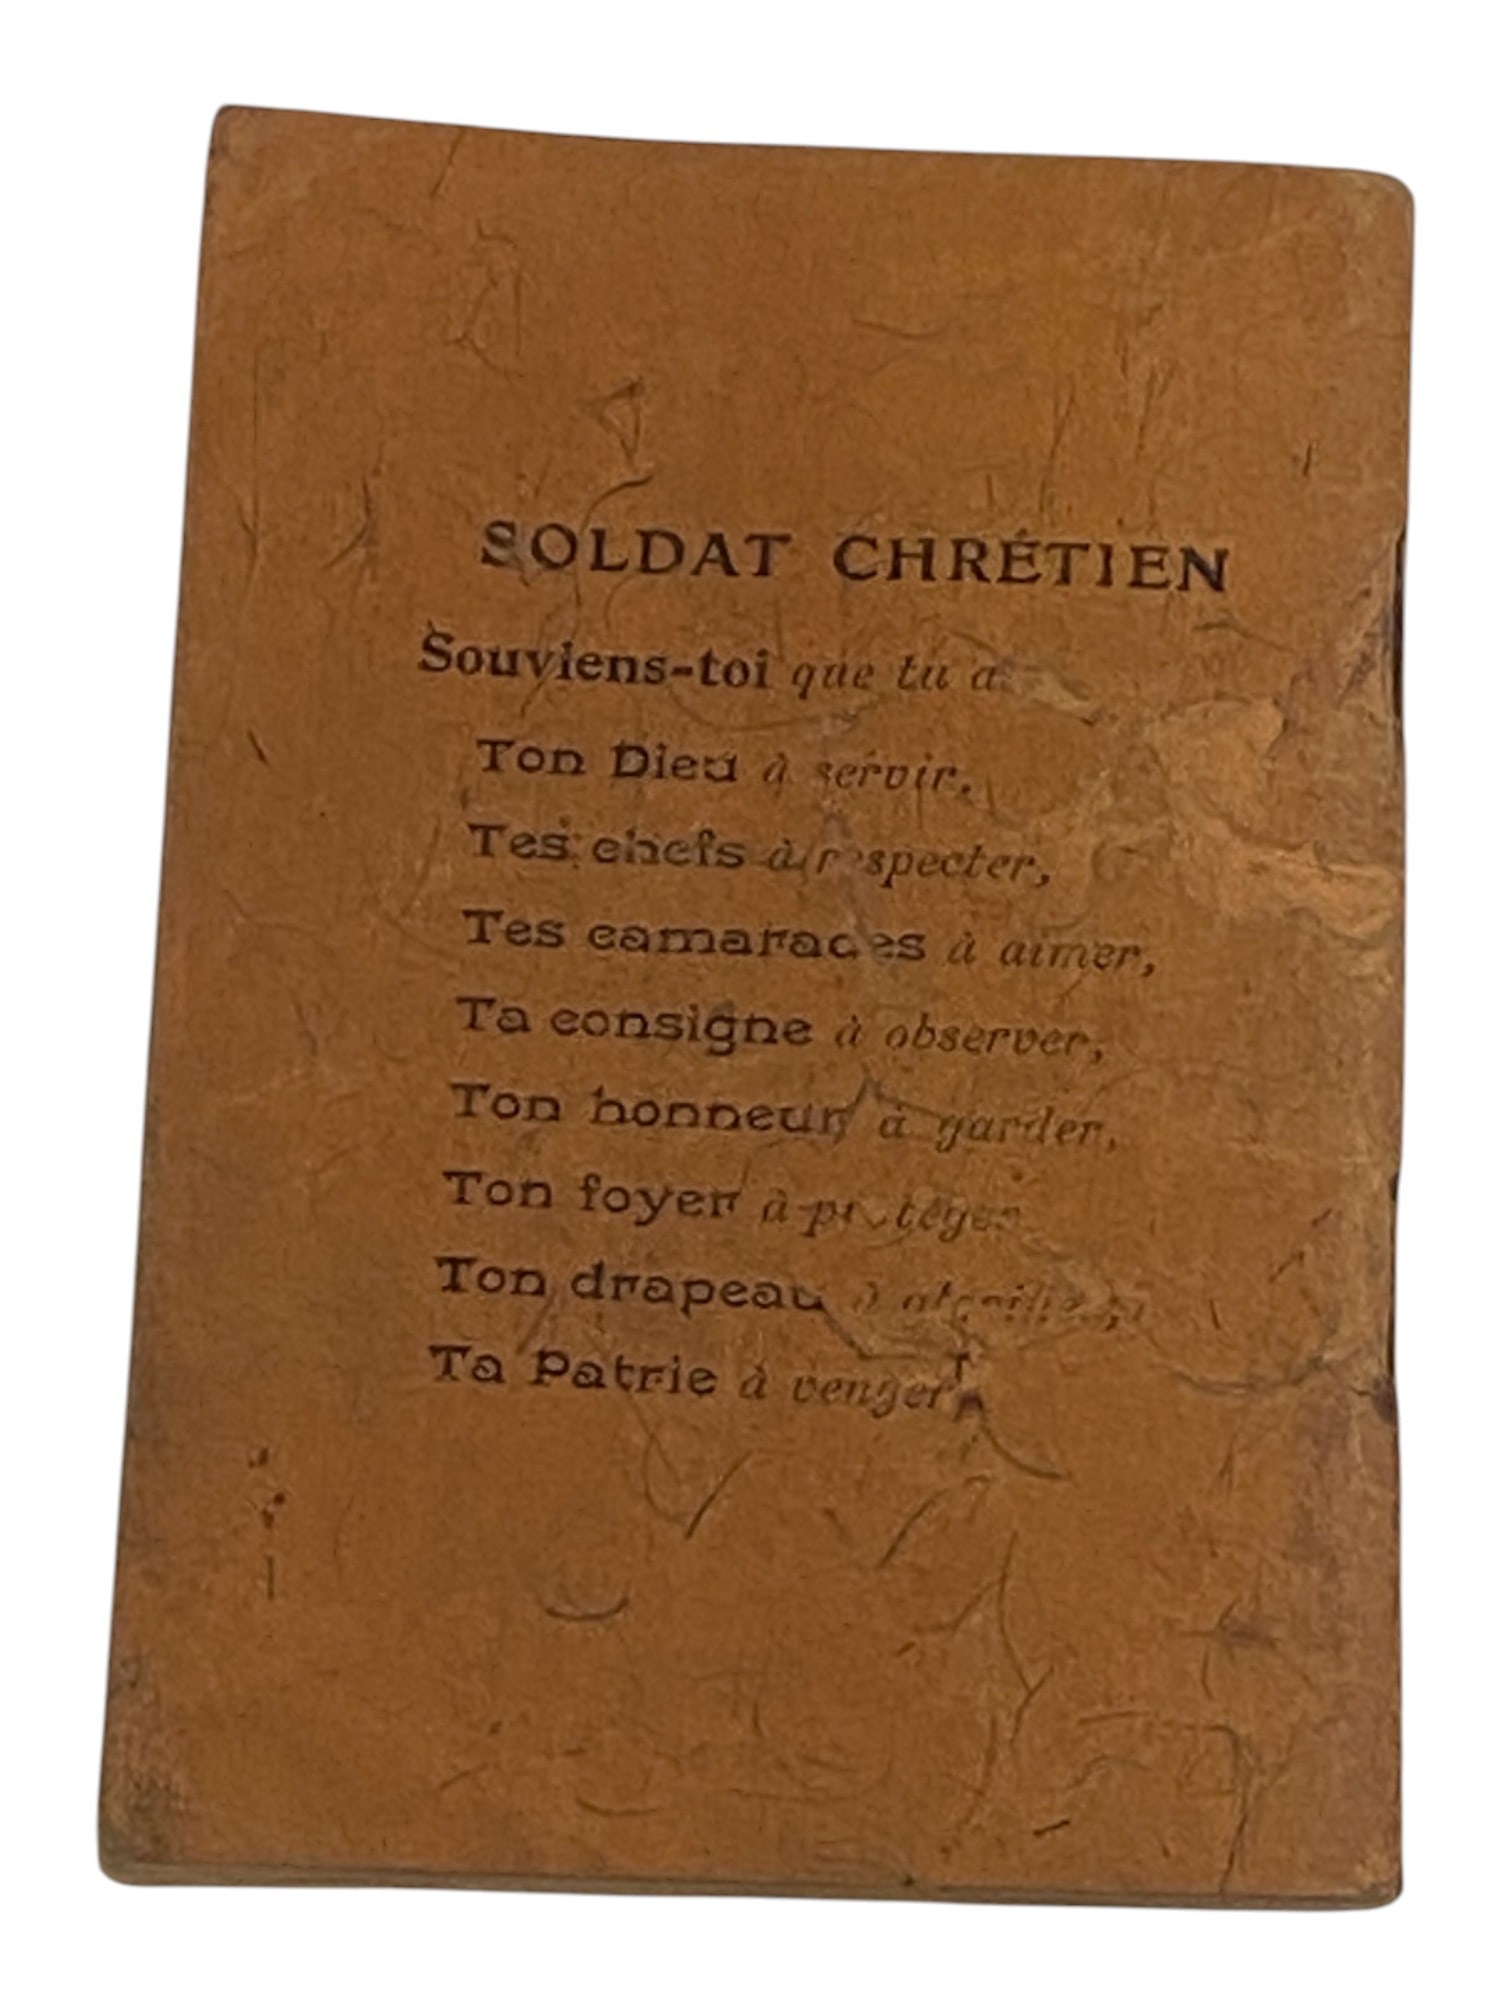 SOLDAT CHRÉTIEN
Souviens-toi que tu
Ton Dieu à servir,
Tes chefs à respecter,
Tes camarades à aimer,
Ta consigne à observer,
Ton honneur à garder,
Ton foyer à protéger
Ton drapeau à
Ta Patrie à venger